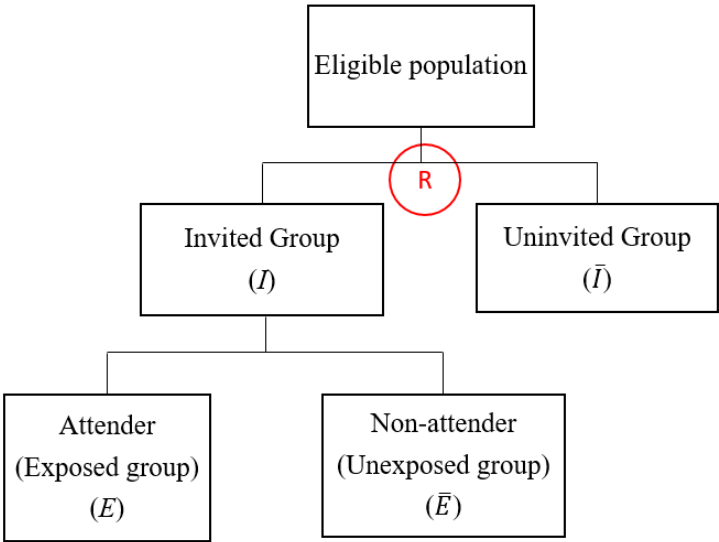 Eligible population
R
Invited Group
(I)
Uninvited Group
(Ī)
Attender
(Exposed group)
(E)
Non-attender
(Unexposed group)
(Ē)